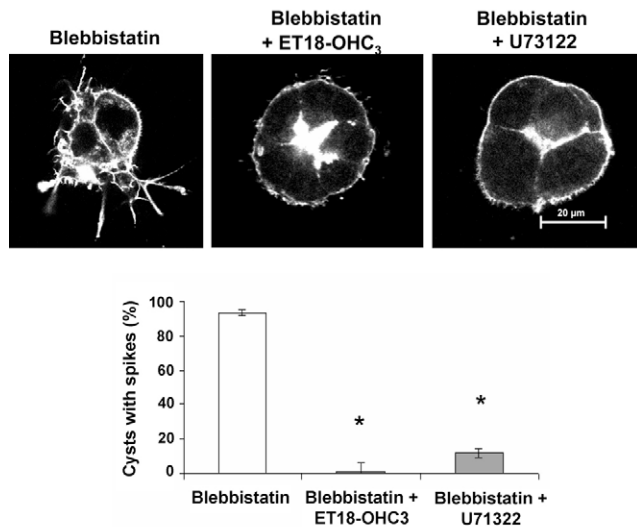 Blebbistatin
Blebbistatin
+ ET18-OHC3
Blebbistatin
+ U73122
20 µm
Cysts with spikes (%)
100
80
60
40
20
0
*
*
Blebbistatin
Blebbistatin +
ET18-OHC3
Blebbistatin +
U71322